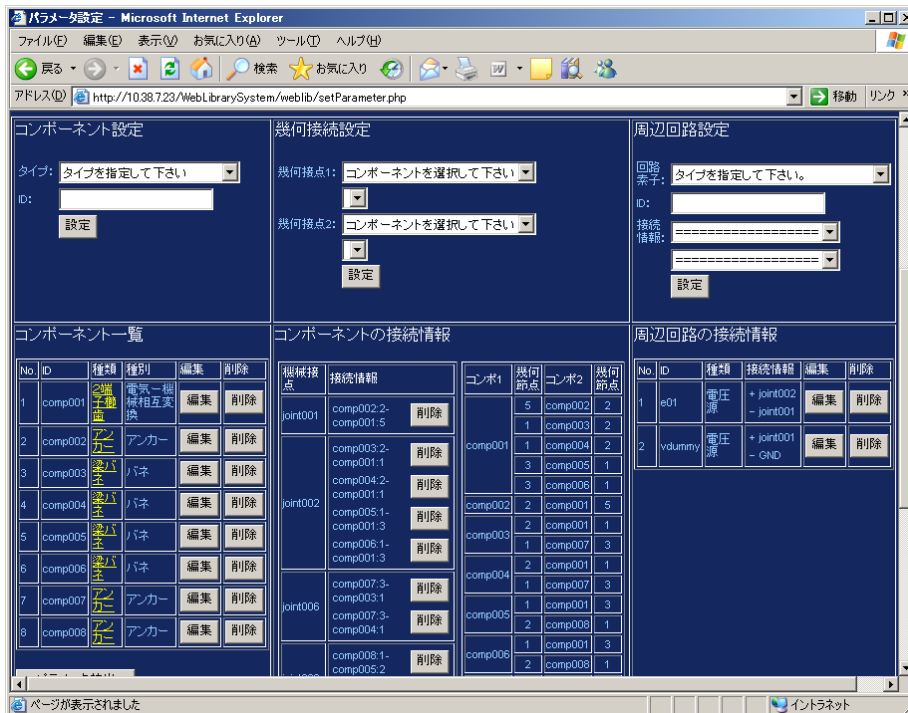 パラメータ設定 - Microsoft Internet Explorer
ファイル(F) 編集(E) 表示(V) お気に入り(A) ツール(T) ヘルプ(H)
戻る 検索 お気に入り
アドレス(D) http://10.38.7.23/WebLibrarySystem/weblib/setParameter.php 移動 リンク »
コンポーネント設定
タイプ: タイプを指定して下さい
ID:
設定
幾何接続設定
幾何接点1: コンポーネントを選択して下さい
幾何接点2: コンポーネントを選択して下さい
設定
周辺回路設定
回路
素子: タイプを指定して下さい。
ID:
接続
情報: ===================
===================
設定
コンポーネント一覧
No. ID 種類 種別 編集 削除
1 comp001 2端子櫛歯 電気ー機械相互変換 編集 削除
2 comp002 アンカー アンカー 編集 削除
3 comp003 梁バネ バネ 編集 削除
4 comp004 梁バネ バネ 編集 削除
5 comp005 梁バネ バネ 編集 削除
6 comp006 梁バネ バネ 編集 削除
7 comp007 アンカー アンカー 編集 削除
8 comp008 アンカー アンカー 編集 削除
コンポーネントの接続情報
機械接点 接続情報
joint001 comp002:2-
comp001:5 削除
joint002 comp003:2-
comp001:1 削除
comp004:2-
comp001:1 削除
comp005:1-
comp001:3 削除
comp006:1-
comp001:3 削除
joint006 comp007:3-
comp003:1 削除
comp007:3-
comp004:1 削除
comp008:1-
comp005:2 削除
コンポ1 幾何節点 コンポ2 幾何節点
comp001 5 comp002 2
1 comp003 2
1 comp004 2
3 comp005 1
3 comp006 1
comp002 2 comp001 5
comp003 2 comp001 1
1 comp007 3
comp004 2 comp001 1
1 comp007 3
comp005 1 comp001 3
2 comp008 1
comp006 1 comp001 3
2 comp008 1
周辺回路の接続情報
No. ID 種類 接続情報 編集 削除
1 e01 電圧源 + joint002
- joint001 編集 削除
2 vdummy 電圧源 + joint001
- GND 編集 削除
ページが表示されました イントラネット